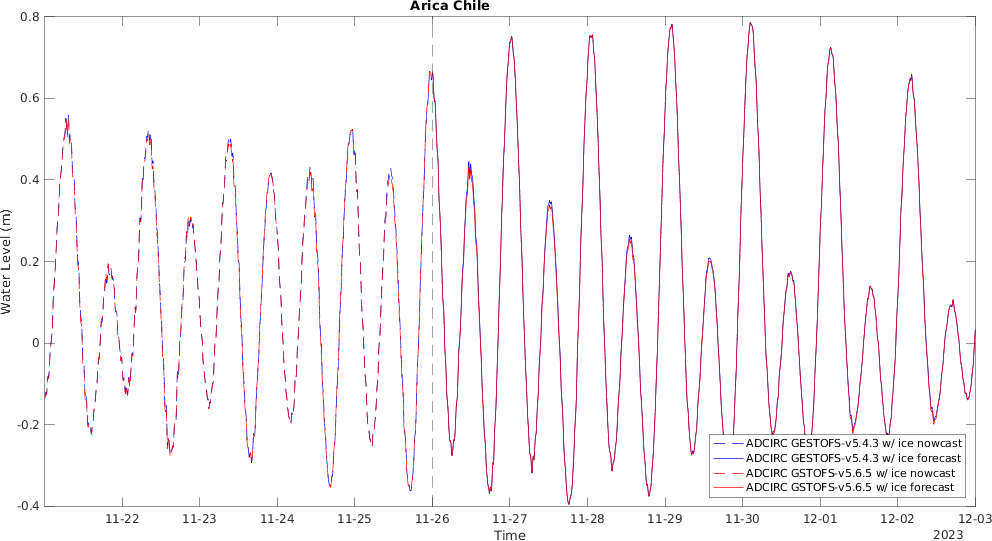 Arica Chile
0.8
0.6
0.4
0.2
0
-0.2
-0.4
Water Level (m)
ADCIRC GESTOFS-v5.4.3 w/ ice nowcast
ADCIRC GESTOFS-v5.4.3 w/ ice forecast
ADCIRC GSTOFS-v5.6.5 w/ ice nowcast
ADCIRC GSTOFS-v5.6.5 w/ ice forecast
11-22 11-23 11-24 11-25 11-26 11-27 11-28 11-29 11-30 12-01 12-02 12-03
Time
2023